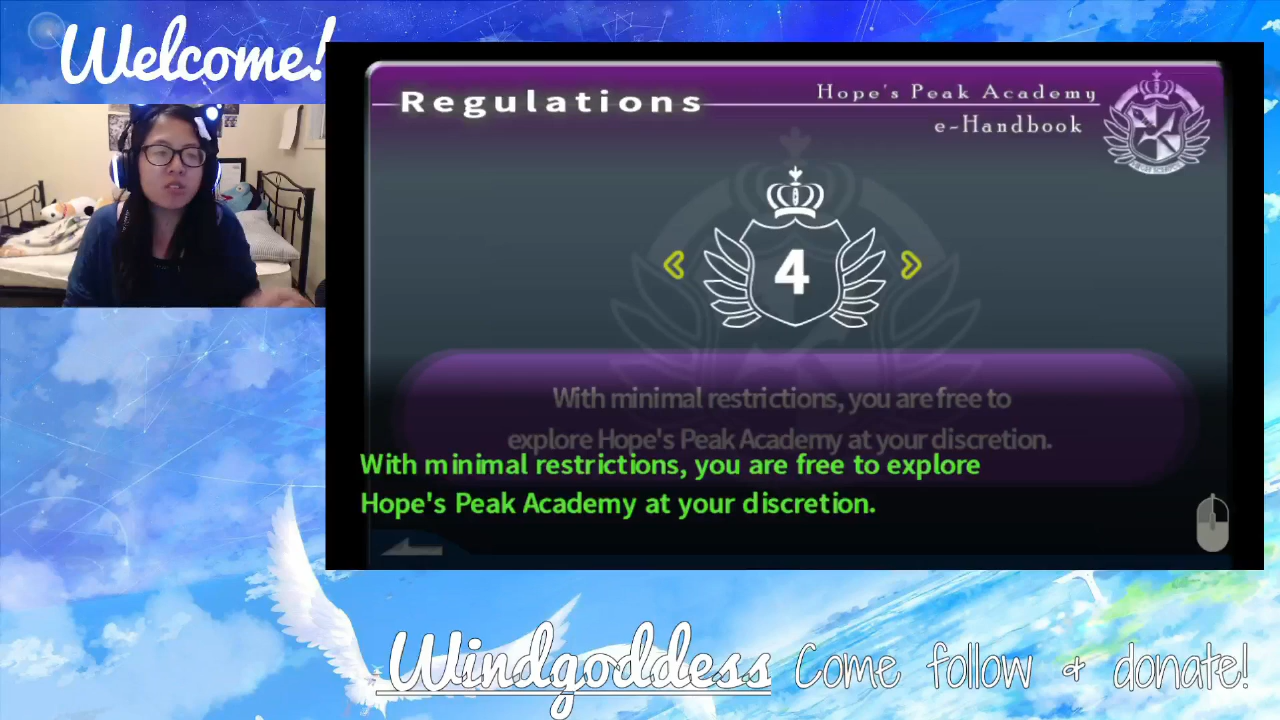 Welcome!
Regulations
Hope's Peak Academy
e-Handbook
4
With minimal restrictions, you are free to
explore Hope's Peak Academy at your discretion.
With minimal restrictions, you are free to explore
Hope's Peak Academy at your discretion.
Windgoddess Come follow & donate!